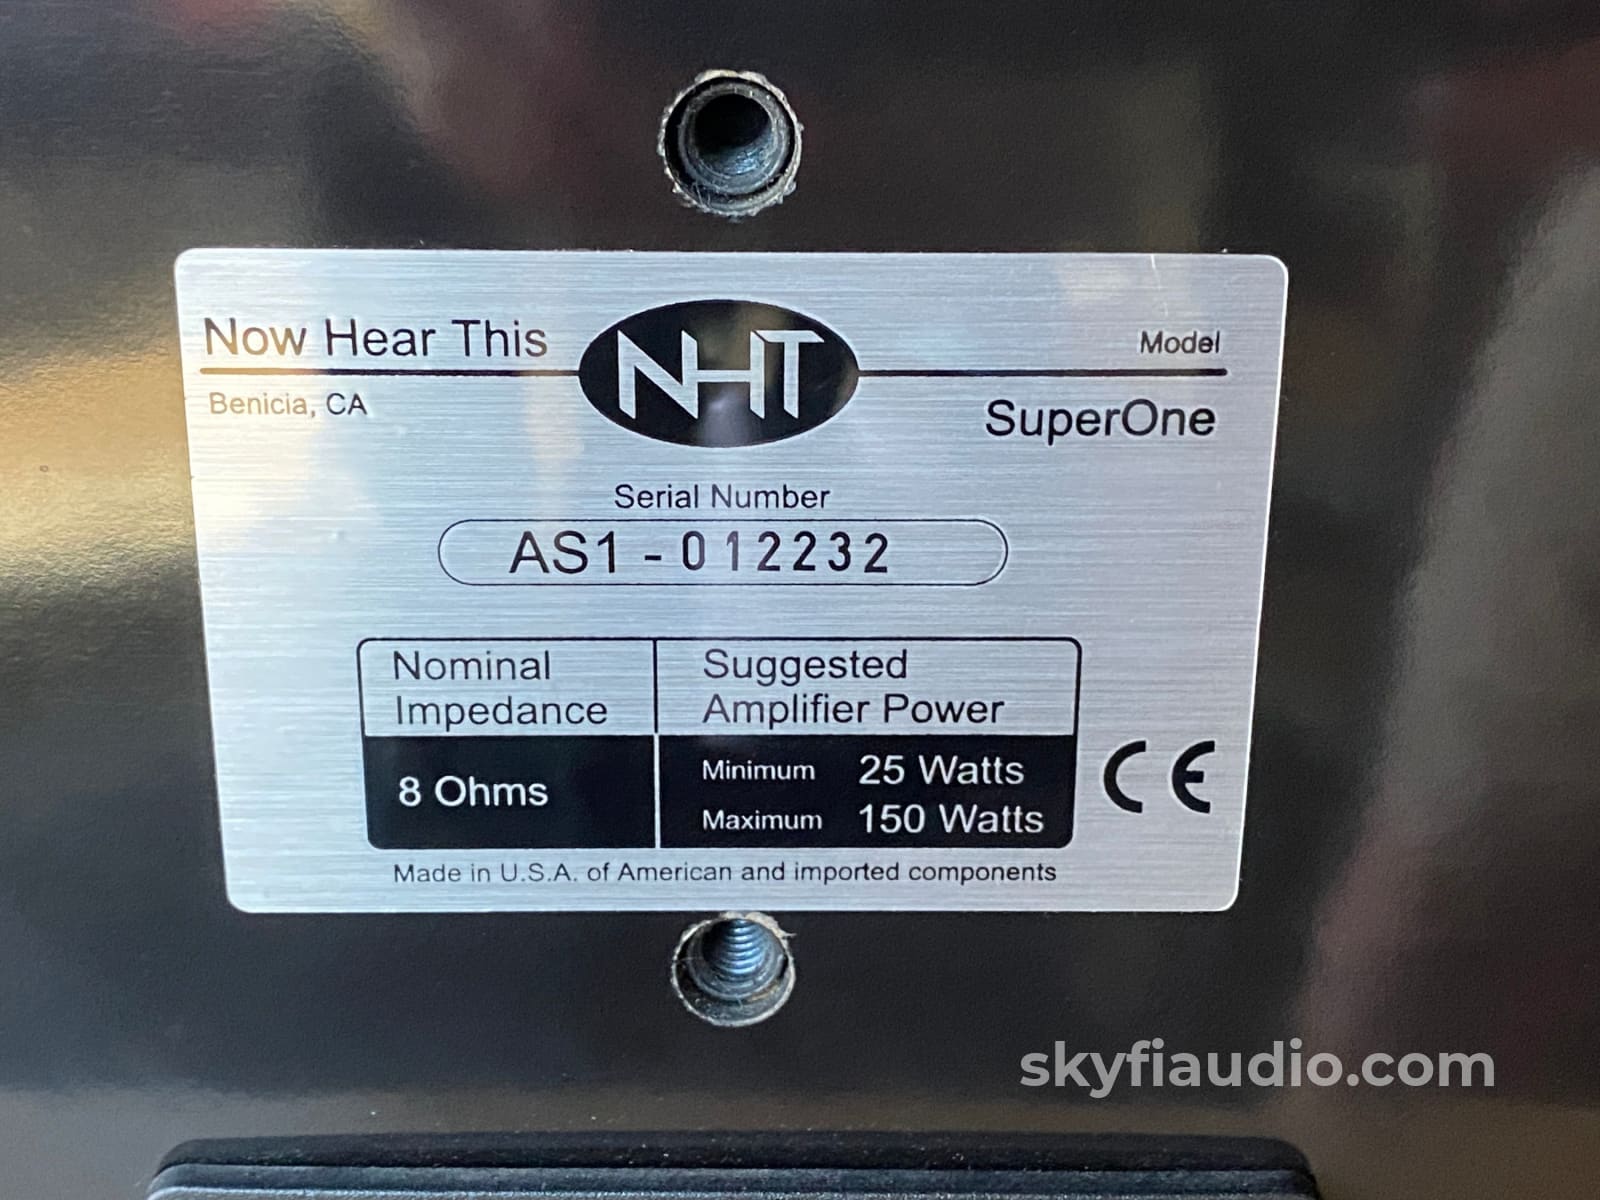 Now Hear This
Benicia, CA
NHT
Model
SuperOne
Serial Number
AS1 - 012232
Nominal
Impedance
8 Ohms
Suggested
Amplifier Power
Minimum 25 Watts
Maximum 150 Watts
CE
Made in U.S.A. of American and imported components
skyfiaudio.com